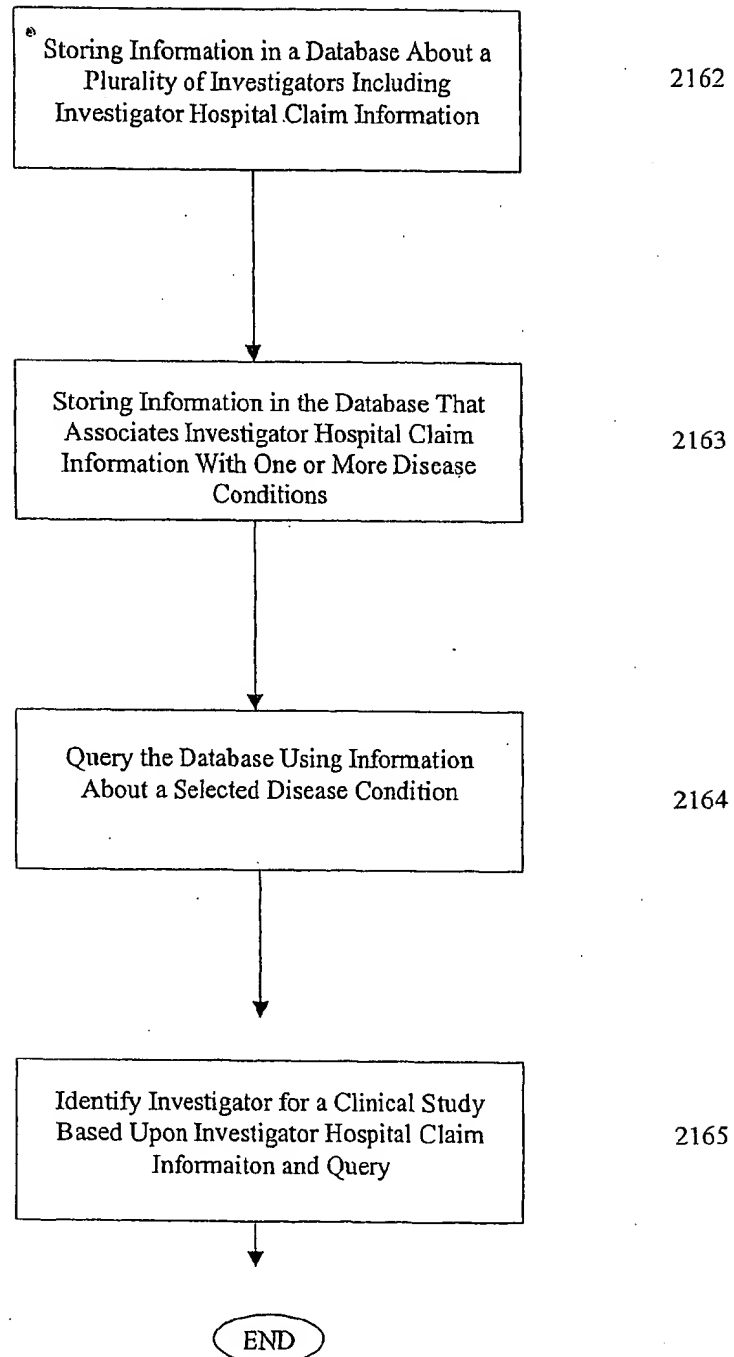 Storing Information in a Database About a
Plurality of Investigators Including
Investigator Hospital Claim Information
2162
Storing Information in the Database That
Associates Investigator Hospital Claim
Information With One or More Disease
Conditions
2163
Query the Database Using Information
About a Selected Disease Condition
2164
Identify Investigator for a Clinical Study
Based Upon Investigator Hospital Claim
Informaiton and Query
2165
END